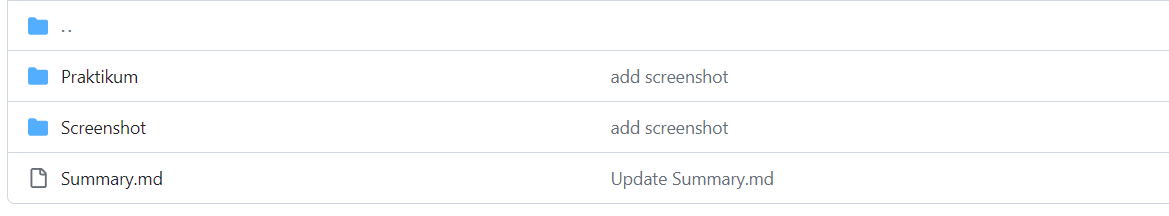 ..
Praktikum add screenshot
Screenshot add screenshot
Summary.md Update Summary.md